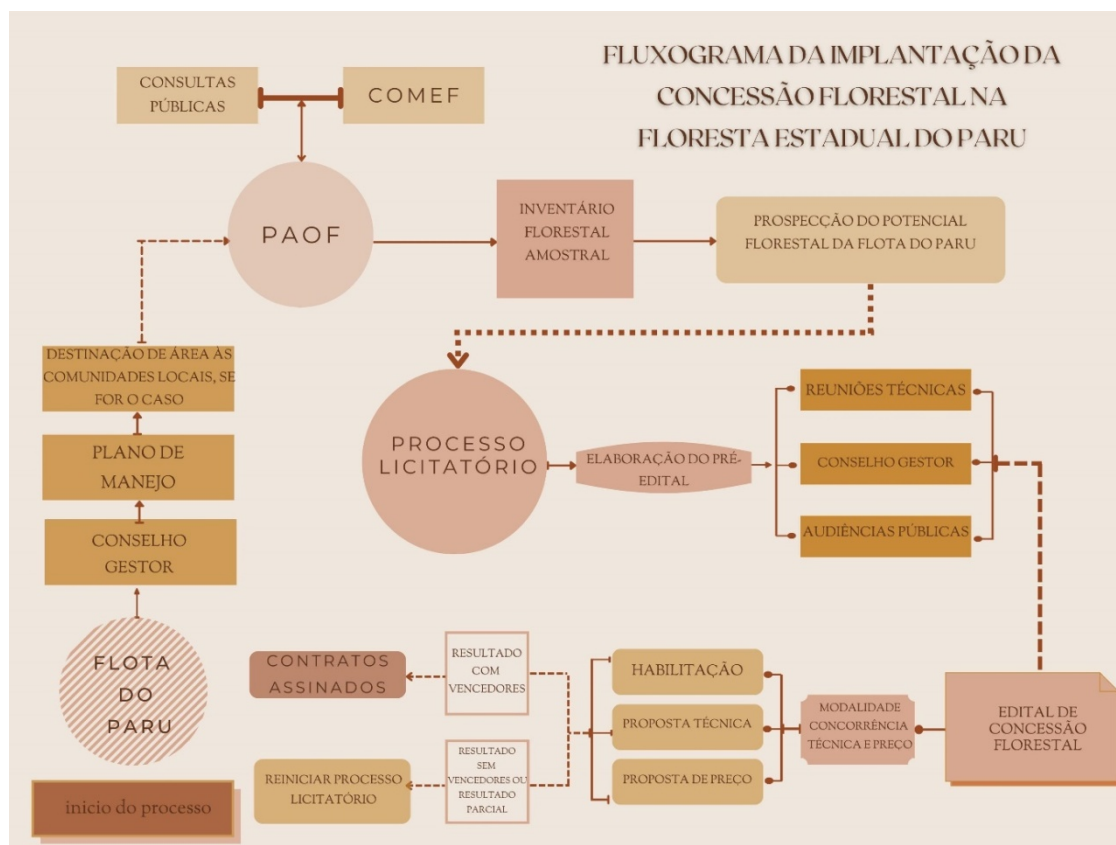 FLUXOGRAMA DA IMPLANTAÇÃO DA
CONCESSÃO FLORESTAL NA
FLORESTA ESTADUAL DO PARU
CONSULTAS
PÚBLICAS
COMEF
PAOF
INVENTÁRIO
FLORESTAL
AMOSTRAL
PROSPECÇÃO DO POTENCIAL
FLORESTAL DA FLOTA DO PARU
DESTINAÇÃO DE ÁREA ÀS
COMUNIDADES LOCAIS, SE
FOR O CASO
PLANO DE
MANEJO
CONSELHO
GESTOR
FLOTA
DO
PARU
inicio do processo
PROCESSO
LICITATÓRIO
ELABORAÇÃO DO PRÉ-
EDITAL
REUNIÕES TÉCNICAS
CONSELHO GESTOR
AUDIÊNCIAS PÚBLICAS
EDITAL DE
CONCESSÃO
FLORESTAL
MODALIDADE
CONCORRÊNCIA
TÉCNICA E PREÇO
HABILITAÇÃO
PROPOSTA TÉCNICA
PROPOSTA DE PREÇO
RESULTADO
COM
VENCEDORES
CONTRATOS
ASSINADOS
RESULTADO
SEM
VENCEDORES OU
RESULTADO
PARCIAL
REINICIAR PROCESSO
LICITATÓRIO